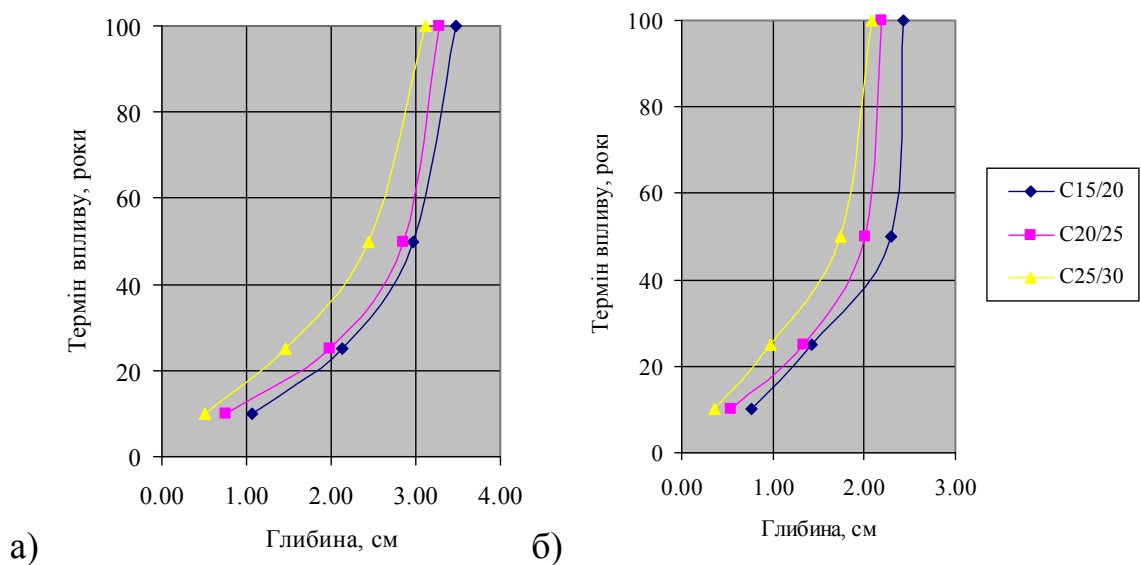 100
80
60
40
20
0
Термін впливу, роки
0.00 1.00 2.00 3.00 4.00
Глибина, см
а)
100
80
60
40
20
0
Термін впливу, рокі
0.00 1.00 2.00 3.00
Глибина, см
б)
C15/20
C20/25
C25/30